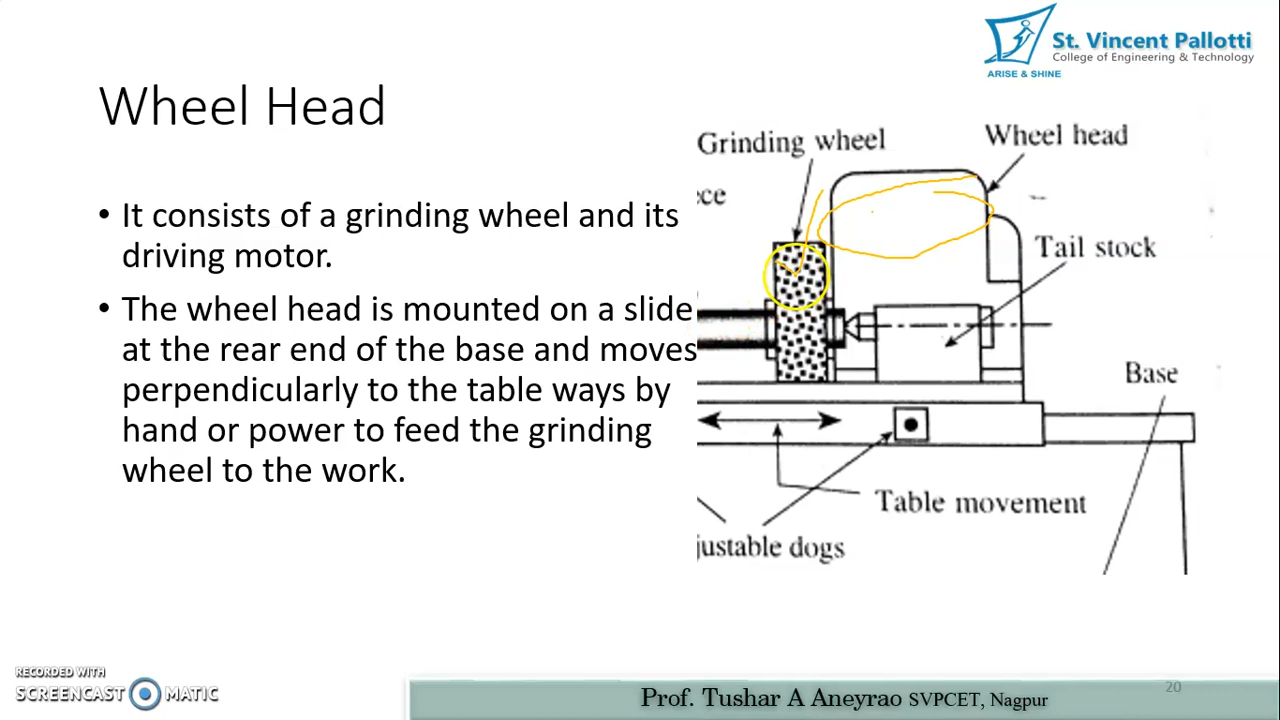 St. Vincent Pallotti
College of Engineering & Technology
ARISE & SHINE
Wheel Head
• It consists of a grinding wheel and its
driving motor.
• The wheel head is mounted on a slide
at the rear end of the base and moves
perpendicularly to the table ways by
hand or power to feed the grinding
wheel to the work.
Grinding wheel
Wheel head
ece
Tail stock
Base
Table movement
justable dogs
RECORDED WITH
SCREENCAST MATIC
Prof. Tushar A Aneyrao SVPCET, Nagpur
20